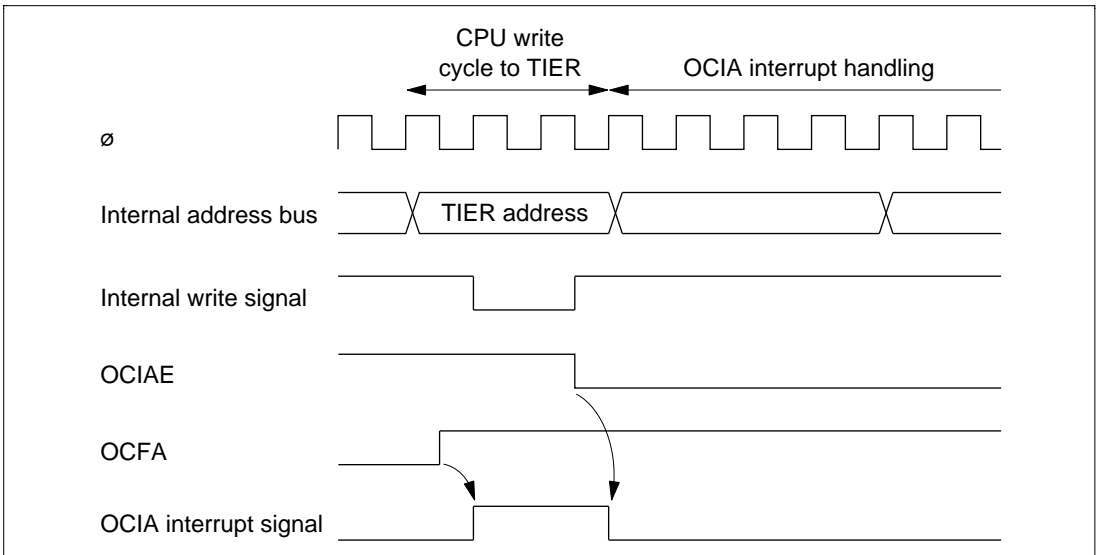 CPU write
cycle to TIER
OCIA interrupt handling
ø
Internal address bus
TIER address
Internal write signal
OCIAE
OCFA
OCIA interrupt signal